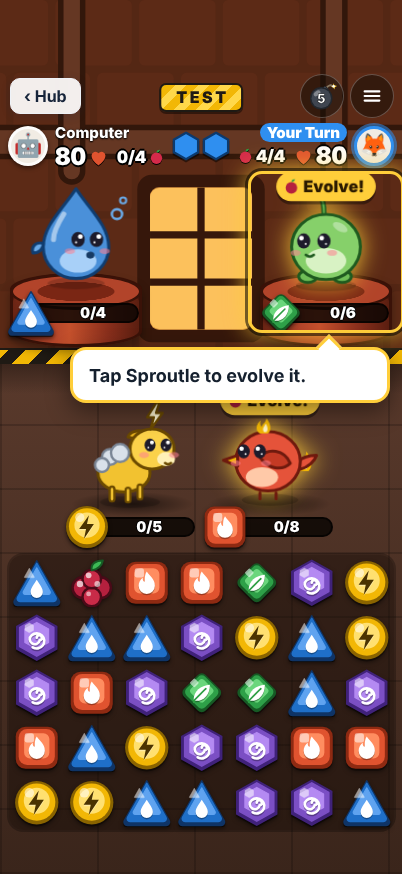 ‹ Hub
TEST
5
Computer
Your Turn
80
0/4
4/4
80
Evolve!
0/4
0/6
Tap Sproutle to evolve it.
Evolve!
0/5
0/8